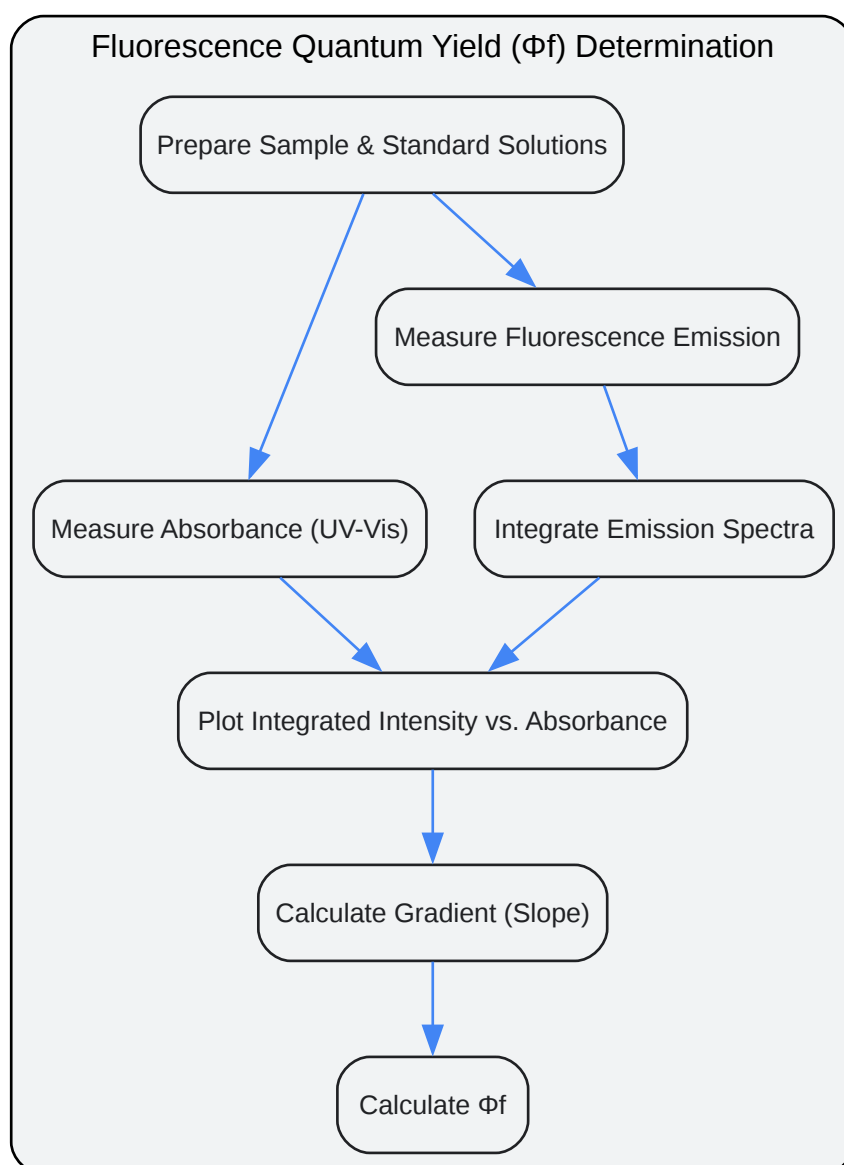 Fluorescence Quantum Yield (Φf) Determination
Prepare Sample & Standard Solutions
Measure Fluorescence Emission
Measure Absorbance (UV-Vis)
Integrate Emission Spectra
Plot Integrated Intensity vs. Absorbance
Calculate Gradient (Slope)
Calculate Φf